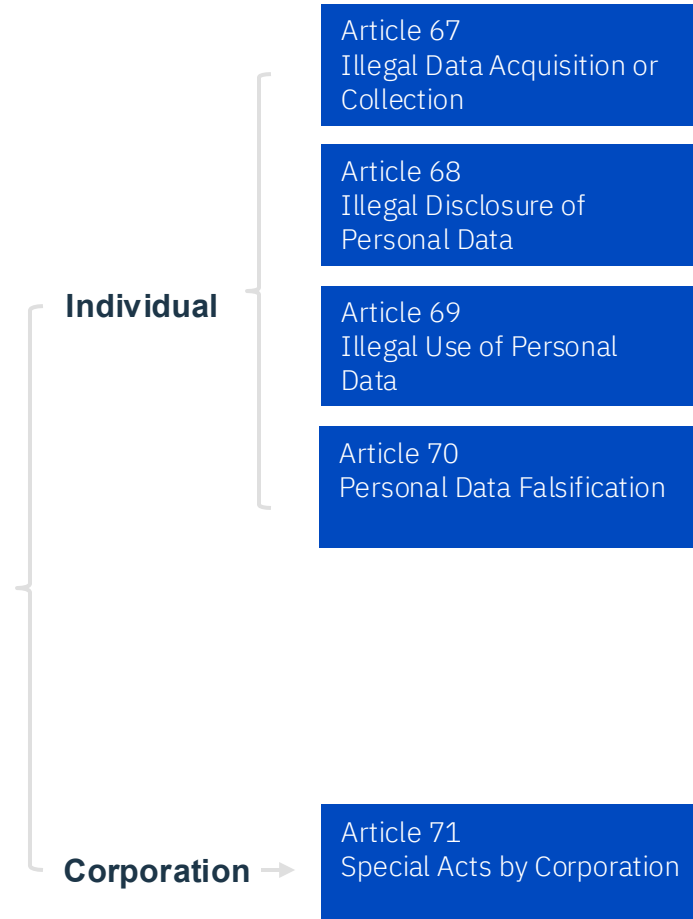 Article 67
Illegal Data Acquisition or
Collection
Article 68
Illegal Disclosure of
Personal Data
Individual
Article 69
Illegal Use of Personal
Data
Article 70
Personal Data Falsification
Article 71
Special Acts by Corporation
Corporation